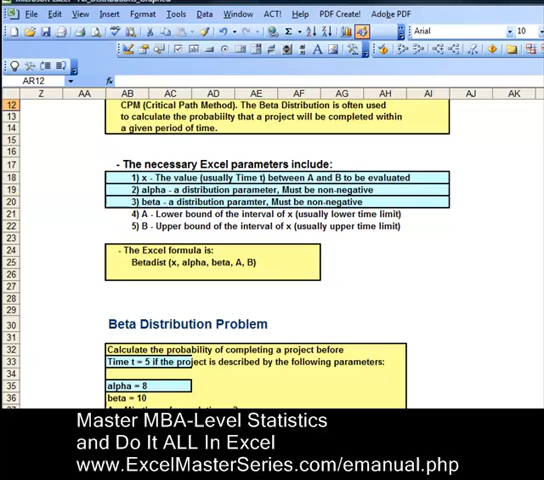 File Edit View Insert Format Tools Data Window ACT! Help PDF Create! Adobe PDF
Arial 10
AR12
Z AA AB AC AD AE AF AG AH AI AJ AK
12 CPM (Critical Path Method). The Beta Distribution is often used
13 to calculate the probabiilty that a project will be completed within
14 a given period of time.
15
16
17 - The necessary Excel parameters include:
18 1) x - The value (usually Time t) between A and B to be evaluated
19 2) alpha - a distribution parameter, Must be non-negative
20 3) beta - a distribution paramter, Must be non-negative
21 4) A - Lower bound of the interval of x (usually lower time limit)
22 5) B - Upper bound of the interval of x (usually upper time limit)
23
24 - The Excel formula is:
25 Betadist (x, alpha, beta, A, B)
26
27
28
29
30 Beta Distribution Problem
31
32 Calculate the probability of completing a project before
33 Time t = 5 if the project is described by the following parameters:
34
35 alpha = 8
36 beta = 10
Master MBA-Level Statistics
and Do It ALL In Excel
www.ExcelMasterSeries.com/emanual.php